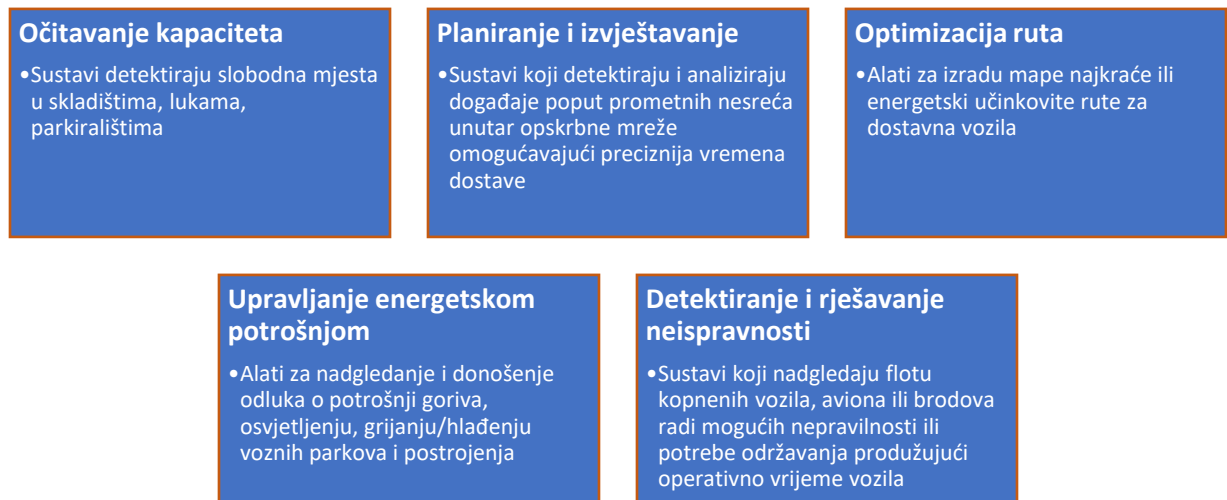 Očitavanje kapaciteta
•Sustavi detektiraju slobodna mjesta
u skladištima, lukama,
parkiralištima
Planiranje i izvještavanje
•Sustavi koji detektiraju i analiziraju
događaje poput prometnih nesreća
unutar opskrbne mreže
omogućavajući preciznija vremena
dostave
Optimizacija ruta
•Alati za izradu mape najkraće ili
energetski učinkovite rute za
dostavna vozila
Upravljanje energetskom
potrošnjom
•Alati za nadgledanje i donošenje
odluka o potrošnji goriva,
osvjetljenju, grijanju/hlađenju
voznih parkova i postrojenja
Detektiranje i rješavanje
neispravnosti
•Sustavi koji nadgledaju flotu
kopnenih vozila, aviona ili brodova
radi mogućih nepravilnosti ili
potrebe održavanja produžujući
operativno vrijeme vozila